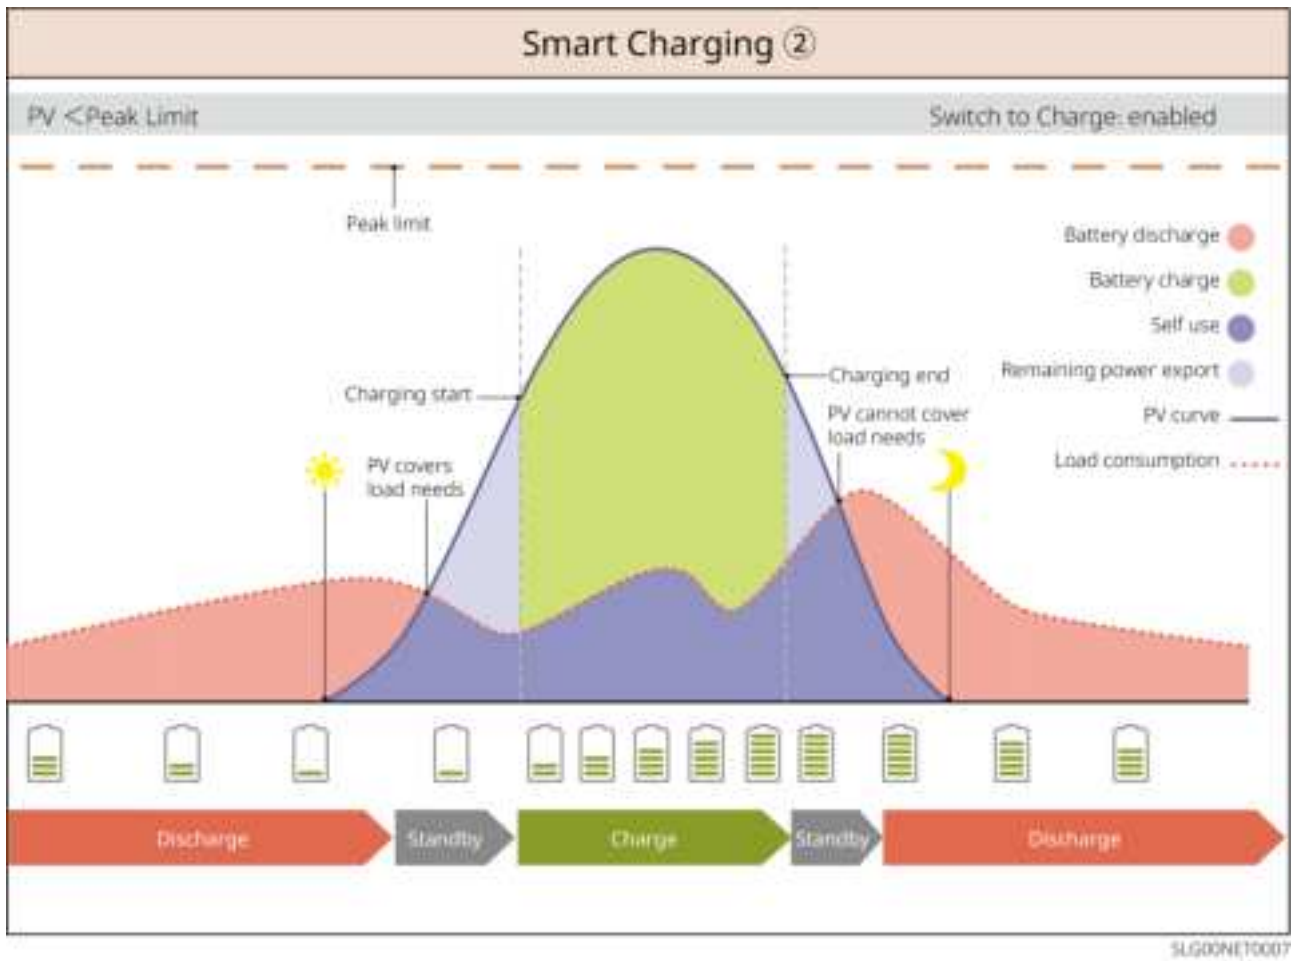 Smart Charging ②
PV <Peak Limit
Switch to Charge: enabled
Peak limit
Battery discharge
Battery charge
Self use
Remaining power export
PV curve
Load consumption
Charging start
Charging end
PV cannot cover
load needs
PV covers
load needs
Discharge
Standby
Charge
Standby
Discharge
SLG00NET0007